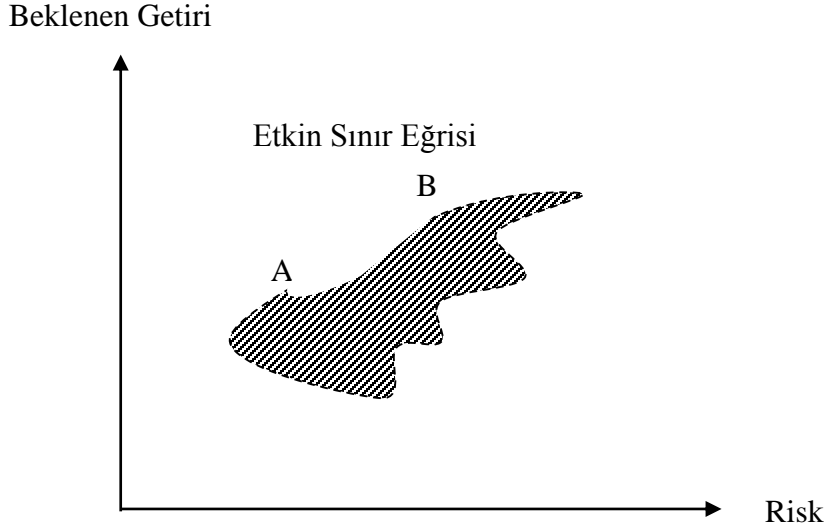 Beklenen Getiri
Etkin Sınır Eğrisi
B
A
Risk